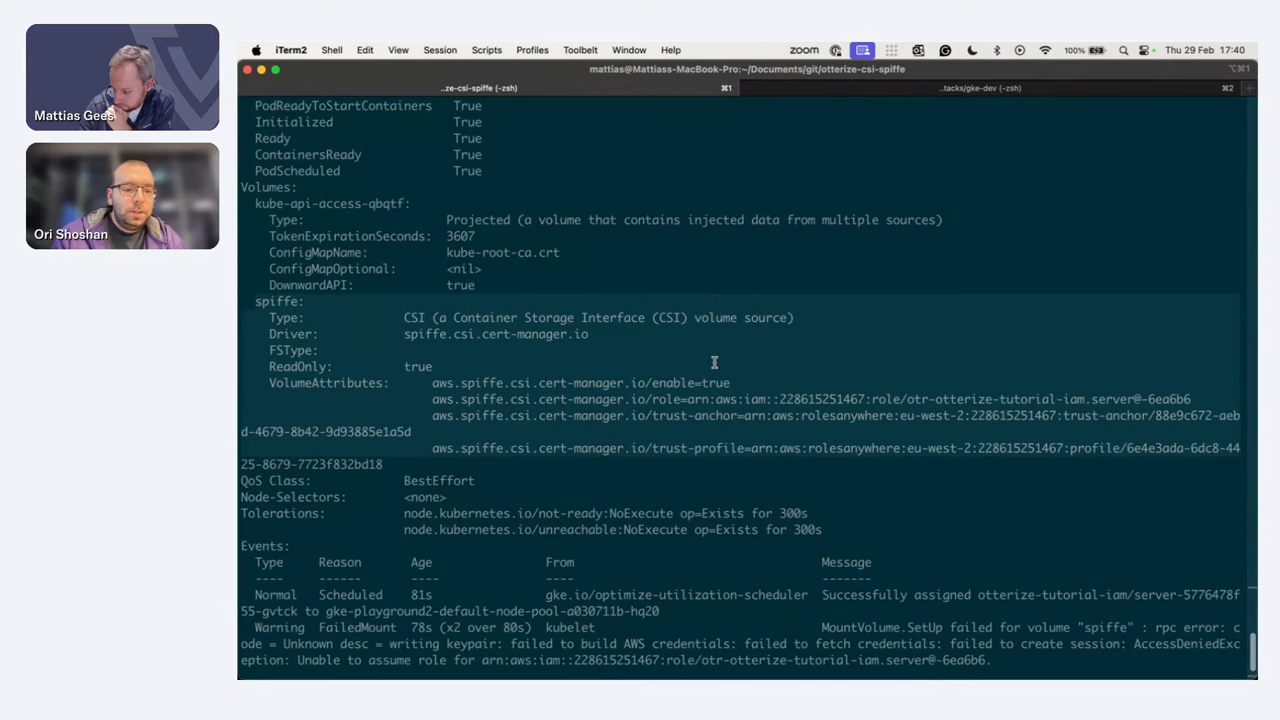 Mattias Gees
Ori Shoshan
iTerm2 Shell Edit View Session Scripts Profiles Toolbelt Window Help
zoom 100% Thu 29 Feb 17:40
mattias@Mattiass-MacBook-Pro:~/Documents/git/otterize-csi-spiffe ⌥⌘1
..ze-csi-spiffe (-zsh) ⌘1 ..tacks/gke-dev (-zsh) ⌘2
PodReadyToStartContainers True
Initialized True
Ready True
ContainersReady True
PodScheduled True
Volumes:
kube-api-access-qbqtf:
Type: Projected (a volume that contains injected data from multiple sources)
TokenExpirationSeconds: 3607
ConfigMapName: kube-root-ca.crt
ConfigMapOptional: <nil>
DownwardAPI: true
spiffe:
Type: CSI (a Container Storage Interface (CSI) volume source)
Driver: spiffe.csi.cert-manager.io
FSType:
ReadOnly: true
VolumeAttributes: aws.spiffe.csi.cert-manager.io/enable=true
aws.spiffe.csi.cert-manager.io/role=arn:aws:iam::228615251467:role/otr-otterize-tutorial-iam.server@-6ea6b6
aws.spiffe.csi.cert-manager.io/trust-anchor=arn:aws:rolesanywhere:eu-west-2:228615251467:trust-anchor/88e9c672-aeb
d-4679-8b42-9d93885e1a5d
aws.spiffe.csi.cert-manager.io/trust-profile=arn:aws:rolesanywhere:eu-west-2:228615251467:profile/6e4e3ada-6dc8-44
25-8679-7723f832bd18
QoS Class: BestEffort
Node-Selectors: <none>
Tolerations: node.kubernetes.io/not-ready:NoExecute op=Exists for 300s
node.kubernetes.io/unreachable:NoExecute op=Exists for 300s
Events:
Type Reason Age From Message
---- ------ ---- ---- -------
Normal Scheduled 81s gke.io/optimize-utilization-scheduler Successfully assigned otterize-tutorial-iam/server-5776478f
55-gvtck to gke-playground2-default-node-pool-a030711b-hq20
Warning FailedMount 78s (x2 over 80s) kubelet MountVolume.SetUp failed for volume "spiffe" : rpc error: c
ode = Unknown desc = writing keypair: failed to build AWS credentials: failed to fetch credentials: failed to create session: AccessDeniedExc
eption: Unable to assume role for arn:aws:iam::228615251467:role/otr-otterize-tutorial-iam.server@-6ea6b6.